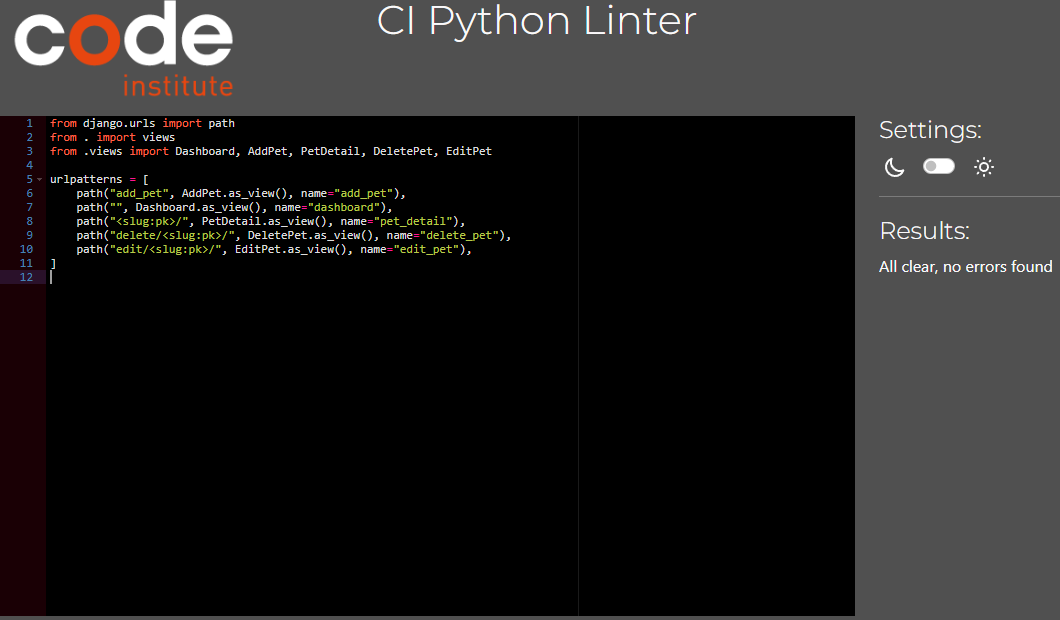 code
institute
CI Python Linter
1 from django.urls import path
2 from . import views
3 from .views import Dashboard, AddPet, PetDetail, DeletePet, EditPet
4
5 urlpatterns = [
6     path("add_pet", AddPet.as_view(), name="add_pet"),
7     path("", Dashboard.as_view(), name="dashboard"),
8     path("<slug:pk>/", PetDetail.as_view(), name="pet_detail"),
9     path("delete/<slug:pk>/", DeletePet.as_view(), name="delete_pet"),
10     path("edit/<slug:pk>/", EditPet.as_view(), name="edit_pet"),
11 ]
12
Settings:
Results:
All clear, no errors found